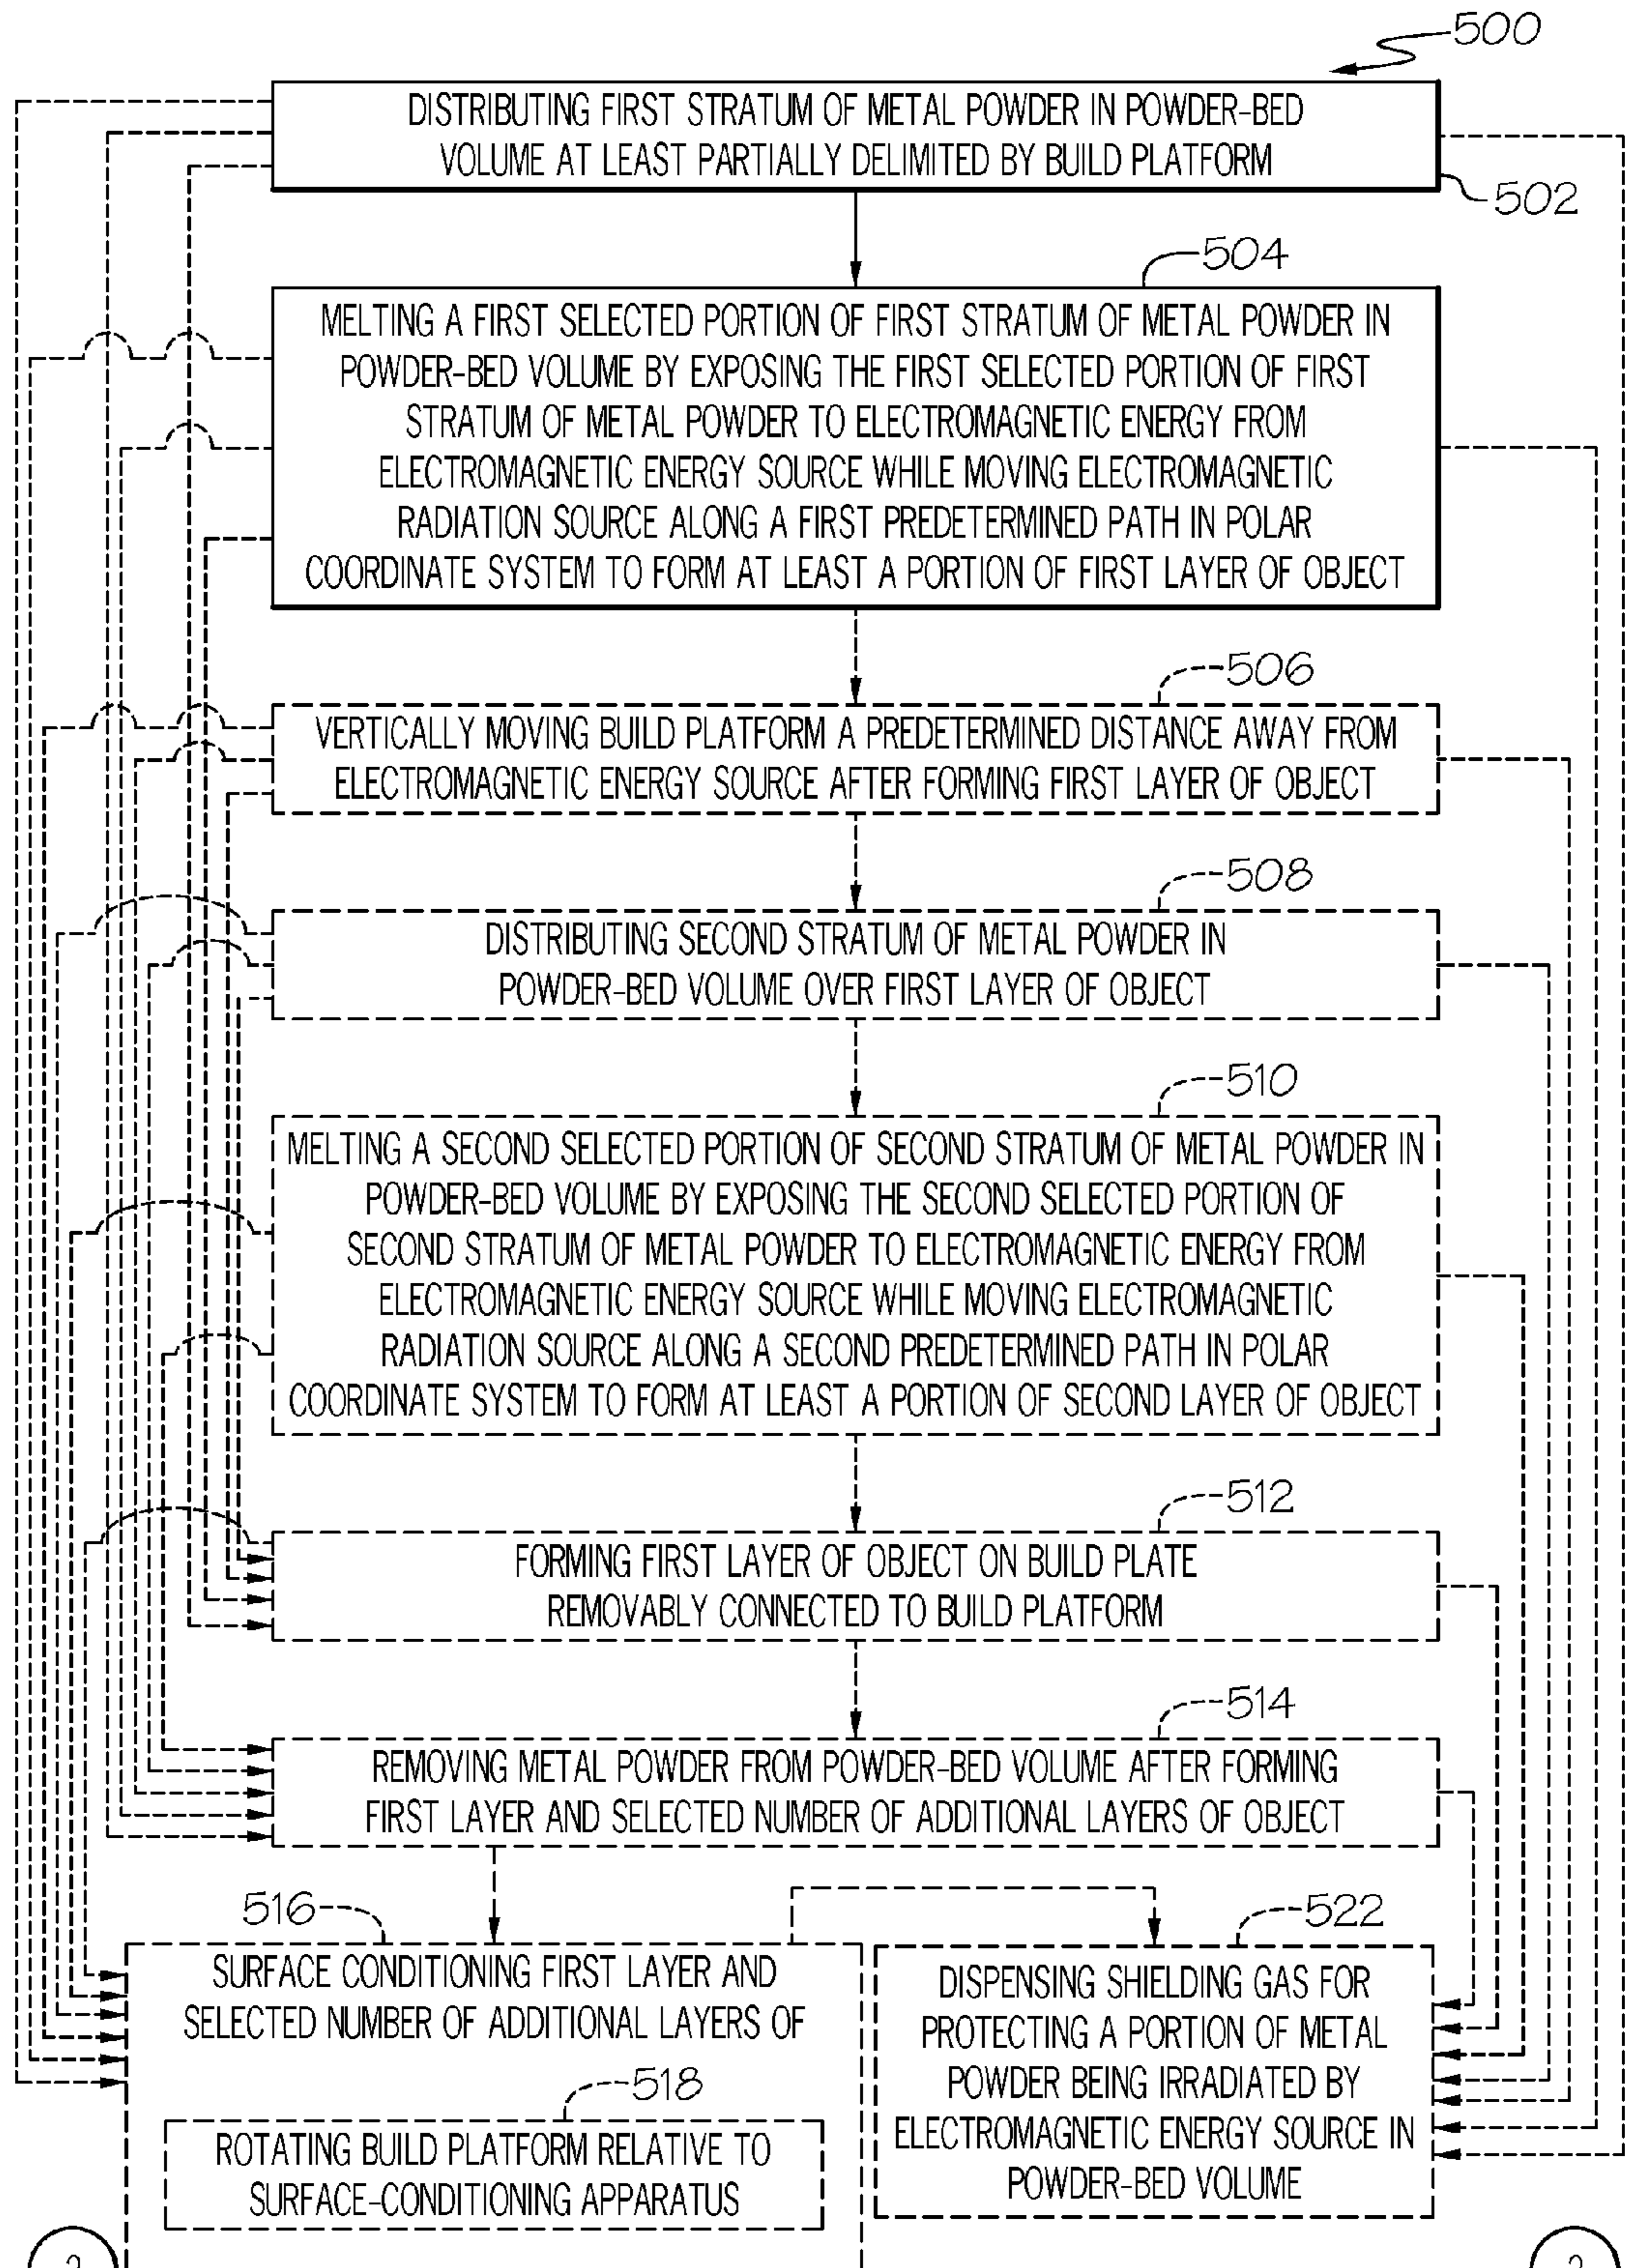 500
DISTRIBUTING FIRST STRATUM OF METAL POWDER IN POWDER-BED
VOLUME AT LEAST PARTIALLY DELIMITED BY BUILD PLATFORM
502
504
MELTING A FIRST SELECTED PORTION OF FIRST STRATUM OF METAL POWDER IN
POWDER-BED VOLUME BY EXPOSING THE FIRST SELECTED PORTION OF FIRST
STRATUM OF METAL POWDER TO ELECTROMAGNETIC ENERGY FROM
ELECTROMAGNETIC ENERGY SOURCE WHILE MOVING ELECTROMAGNETIC
RADIATION SOURCE ALONG A FIRST PREDETERMINED PATH IN POLAR
COORDINATE SYSTEM TO FORM AT LEAST A PORTION OF FIRST LAYER OF OBJECT
506
VERTICALLY MOVING BUILD PLATFORM A PREDETERMINED DISTANCE AWAY FROM
ELECTROMAGNETIC ENERGY SOURCE AFTER FORMING FIRST LAYER OF OBJECT
508
DISTRIBUTING SECOND STRATUM OF METAL POWDER IN
POWDER-BED VOLUME OVER FIRST LAYER OF OBJECT
510
MELTING A SECOND SELECTED PORTION OF SECOND STRATUM OF METAL POWDER IN
POWDER-BED VOLUME BY EXPOSING THE SECOND SELECTED PORTION OF
SECOND STRATUM OF METAL POWDER TO ELECTROMAGNETIC ENERGY FROM
ELECTROMAGNETIC ENERGY SOURCE WHILE MOVING ELECTROMAGNETIC
RADIATION SOURCE ALONG A SECOND PREDETERMINED PATH IN POLAR
COORDINATE SYSTEM TO FORM AT LEAST A PORTION OF SECOND LAYER OF OBJECT
512
FORMING FIRST LAYER OF OBJECT ON BUILD PLATE
REMOVABLY CONNECTED TO BUILD PLATFORM
514
REMOVING METAL POWDER FROM POWDER-BED VOLUME AFTER FORMING
FIRST LAYER AND SELECTED NUMBER OF ADDITIONAL LAYERS OF OBJECT
516
SURFACE CONDITIONING FIRST LAYER AND
SELECTED NUMBER OF ADDITIONAL LAYERS OF
518
ROTATING BUILD PLATFORM RELATIVE TO
SURFACE-CONDITIONING APPARATUS
522
DISPENSING SHIELDING GAS FOR
PROTECTING A PORTION OF METAL
POWDER BEING IRRADIATED BY
ELECTROMAGNETIC ENERGY SOURCE IN
POWDER-BED VOLUME